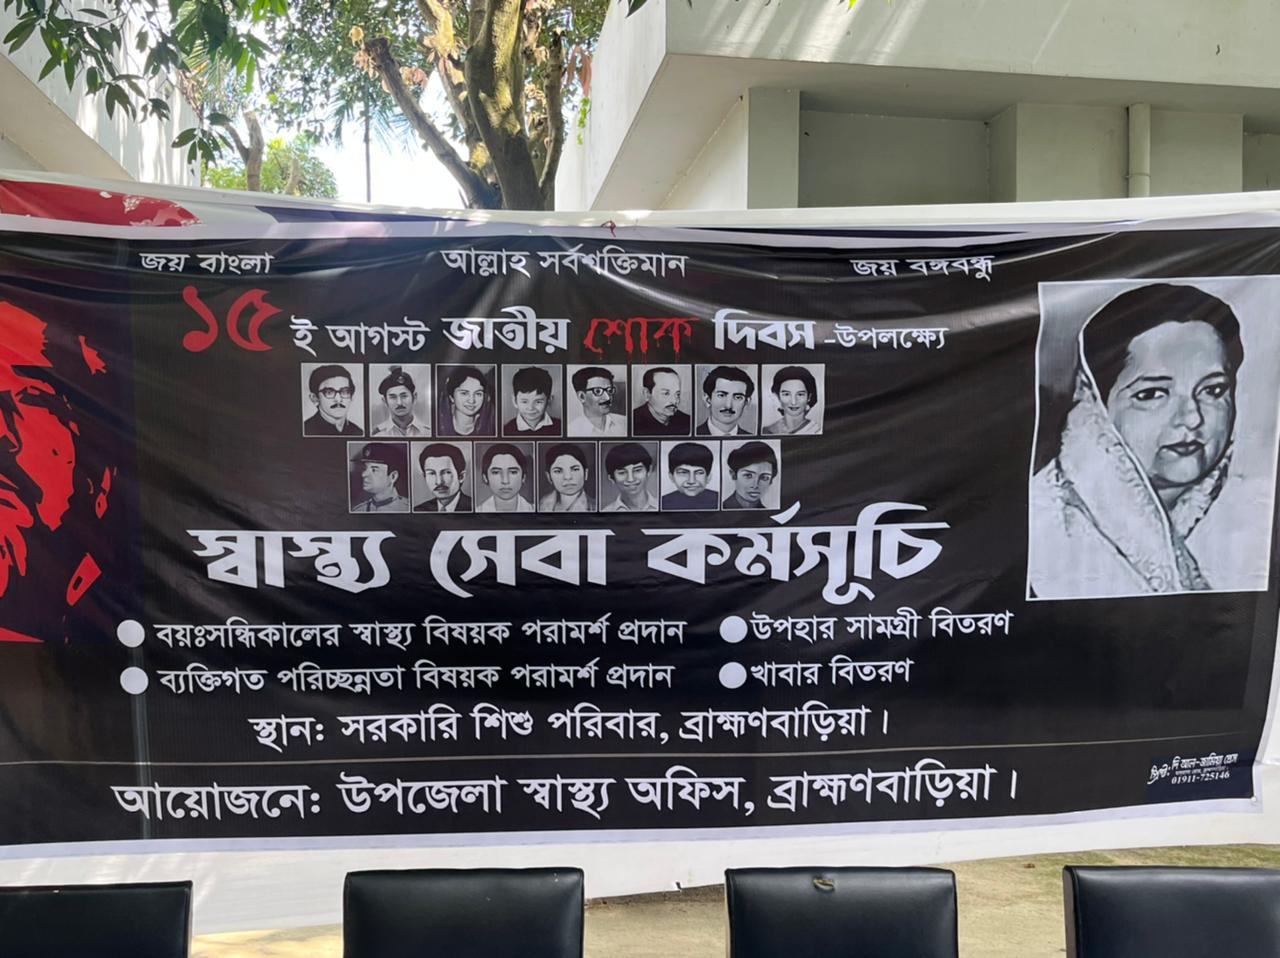 জয় বাংলা
আল্লাহ সর্বশক্তিমান
জয় বঙ্গবন্ধু
১৫ ই আগস্ট জাতীয় শোক দিবস -উপলক্ষ্যে
স্বাস্থ্য সেবা কর্মসূচি
বয়ঃসন্ধিকালের স্বাস্থ্য বিষয়ক পরামর্শ প্রদান
উপহার সামগ্রী বিতরণ
ব্যক্তিগত পরিচ্ছন্নতা বিষয়ক পরামর্শ প্রদান
খাবার বিতরণ
স্থান: সরকারি শিশু পরিবার, ব্রাহ্মণবাড়িয়া।
আয়োজনে: উপজেলা স্বাস্থ্য অফিস, ব্রাহ্মণবাড়িয়া।
প্রিন্ট: দি আল-জামিয়া প্রেস
01911-725146